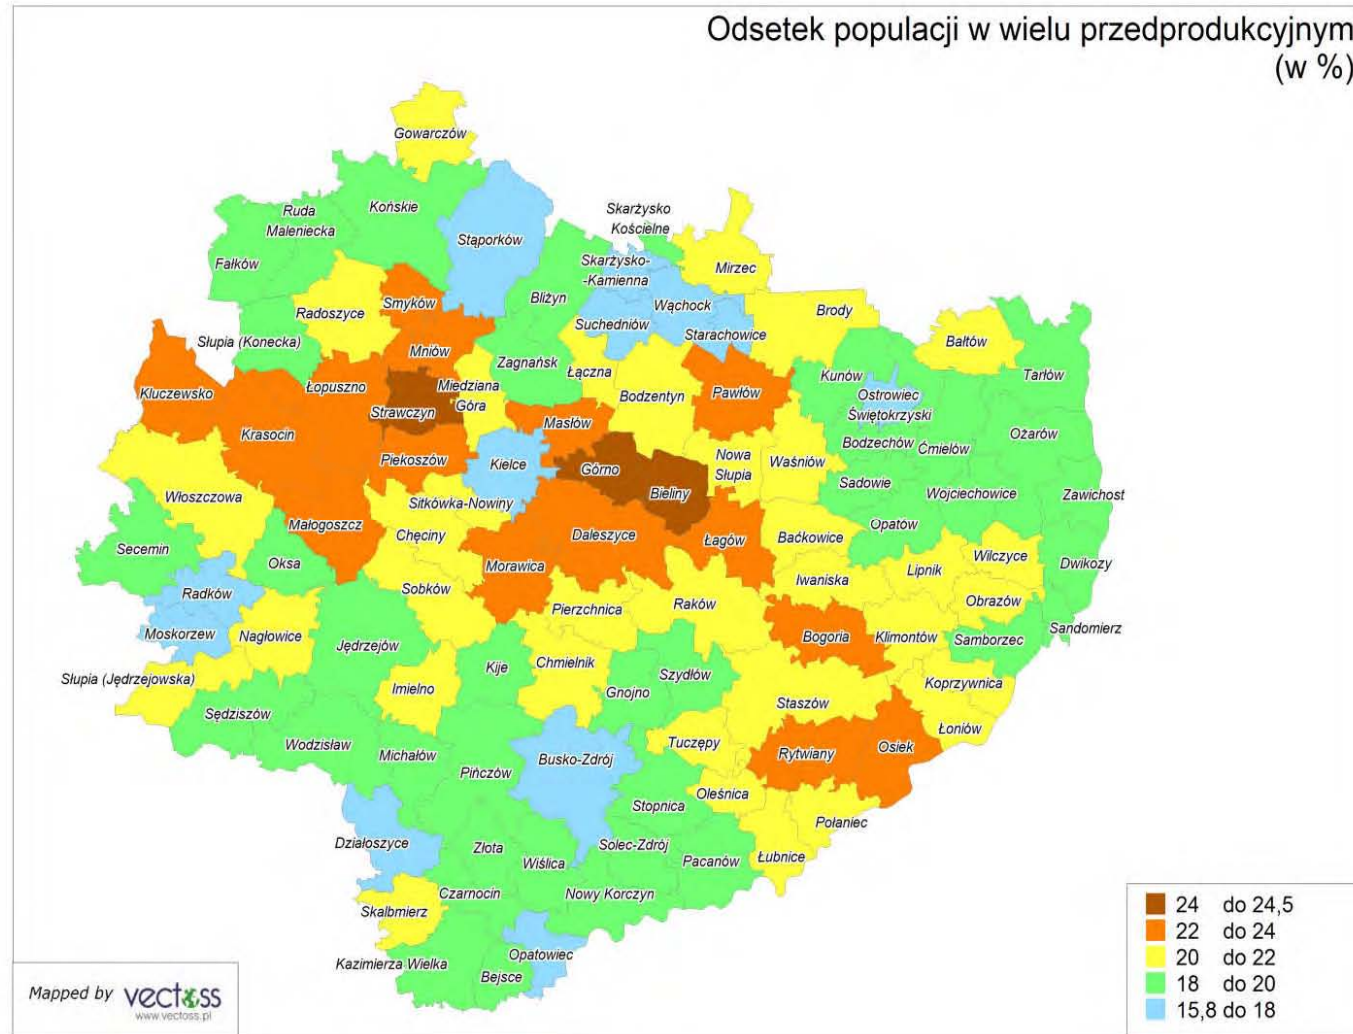 Odsetek populacji w wielu przedprodukcyjnym
(w %)
Gowarczów
Końskie
Ruda
Maleniecka
Fałków
Stąporków
Skarżysko
Kościelne
Skarżysko-
-Kamienna
Mirzec
Bliżyn
Wąchock
Suchedniów
Starachowice
Brody
Smyków
Radoszyce
Słupia (Konecka)
Mniów
Zagnańsk
Łączna
Bałtów
Tarłów
Kunów
Kluczewsko
Łopuszno
Miedziana
Góra
Bodzentyn
Pawłów
Ostrowiec
Świętokrzyski
Strawczyn
Krasocin
Masłów
Bodzechów
Ćmielów
Ożarów
Piekoszów
Kielce
Górno
Nowa
Słupia
Waśniów
Sadowie
Wojciechowice
Zawichost
Bieliny
Włoszczowa
Sitkówka-Nowiny
Małogoszcz
Chęciny
Daleszyce
Łagów
Baćkowice
Opatów
Secemin
Oksa
Morawica
Iwaniska
Lipnik
Wilczyce
Dwikozy
Radków
Sobków
Pierzchnica
Raków
Obrazów
Moskorzew
Nagłowice
Jędrzejów
Bogoria
Klimontów
Samborzec
Sandomierz
Słupia (Jędrzejowska)
Imielno
Kije
Chmielnik
Gnojno
Szydłów
Koprzywnica
Staszów
Łoniów
Sędziszów
Wodzisław
Michałów
Pińczów
Busko-Zdrój
Tuczępy
Rytwiany
Osiek
Stopnica
Oleśnica
Połaniec
Działoszyce
Złota
Wiślica
Solec-Zdrój
Pacanów
Łubnice
Czarnocin
Nowy Korczyn
Skalbmierz
Kazimierza Wielka
Opatowiec
Bejsce
24 do 24,5
22 do 24
20 do 22
18 do 20
15,8 do 18
Mapped by vectoss
www.vectoss.pl